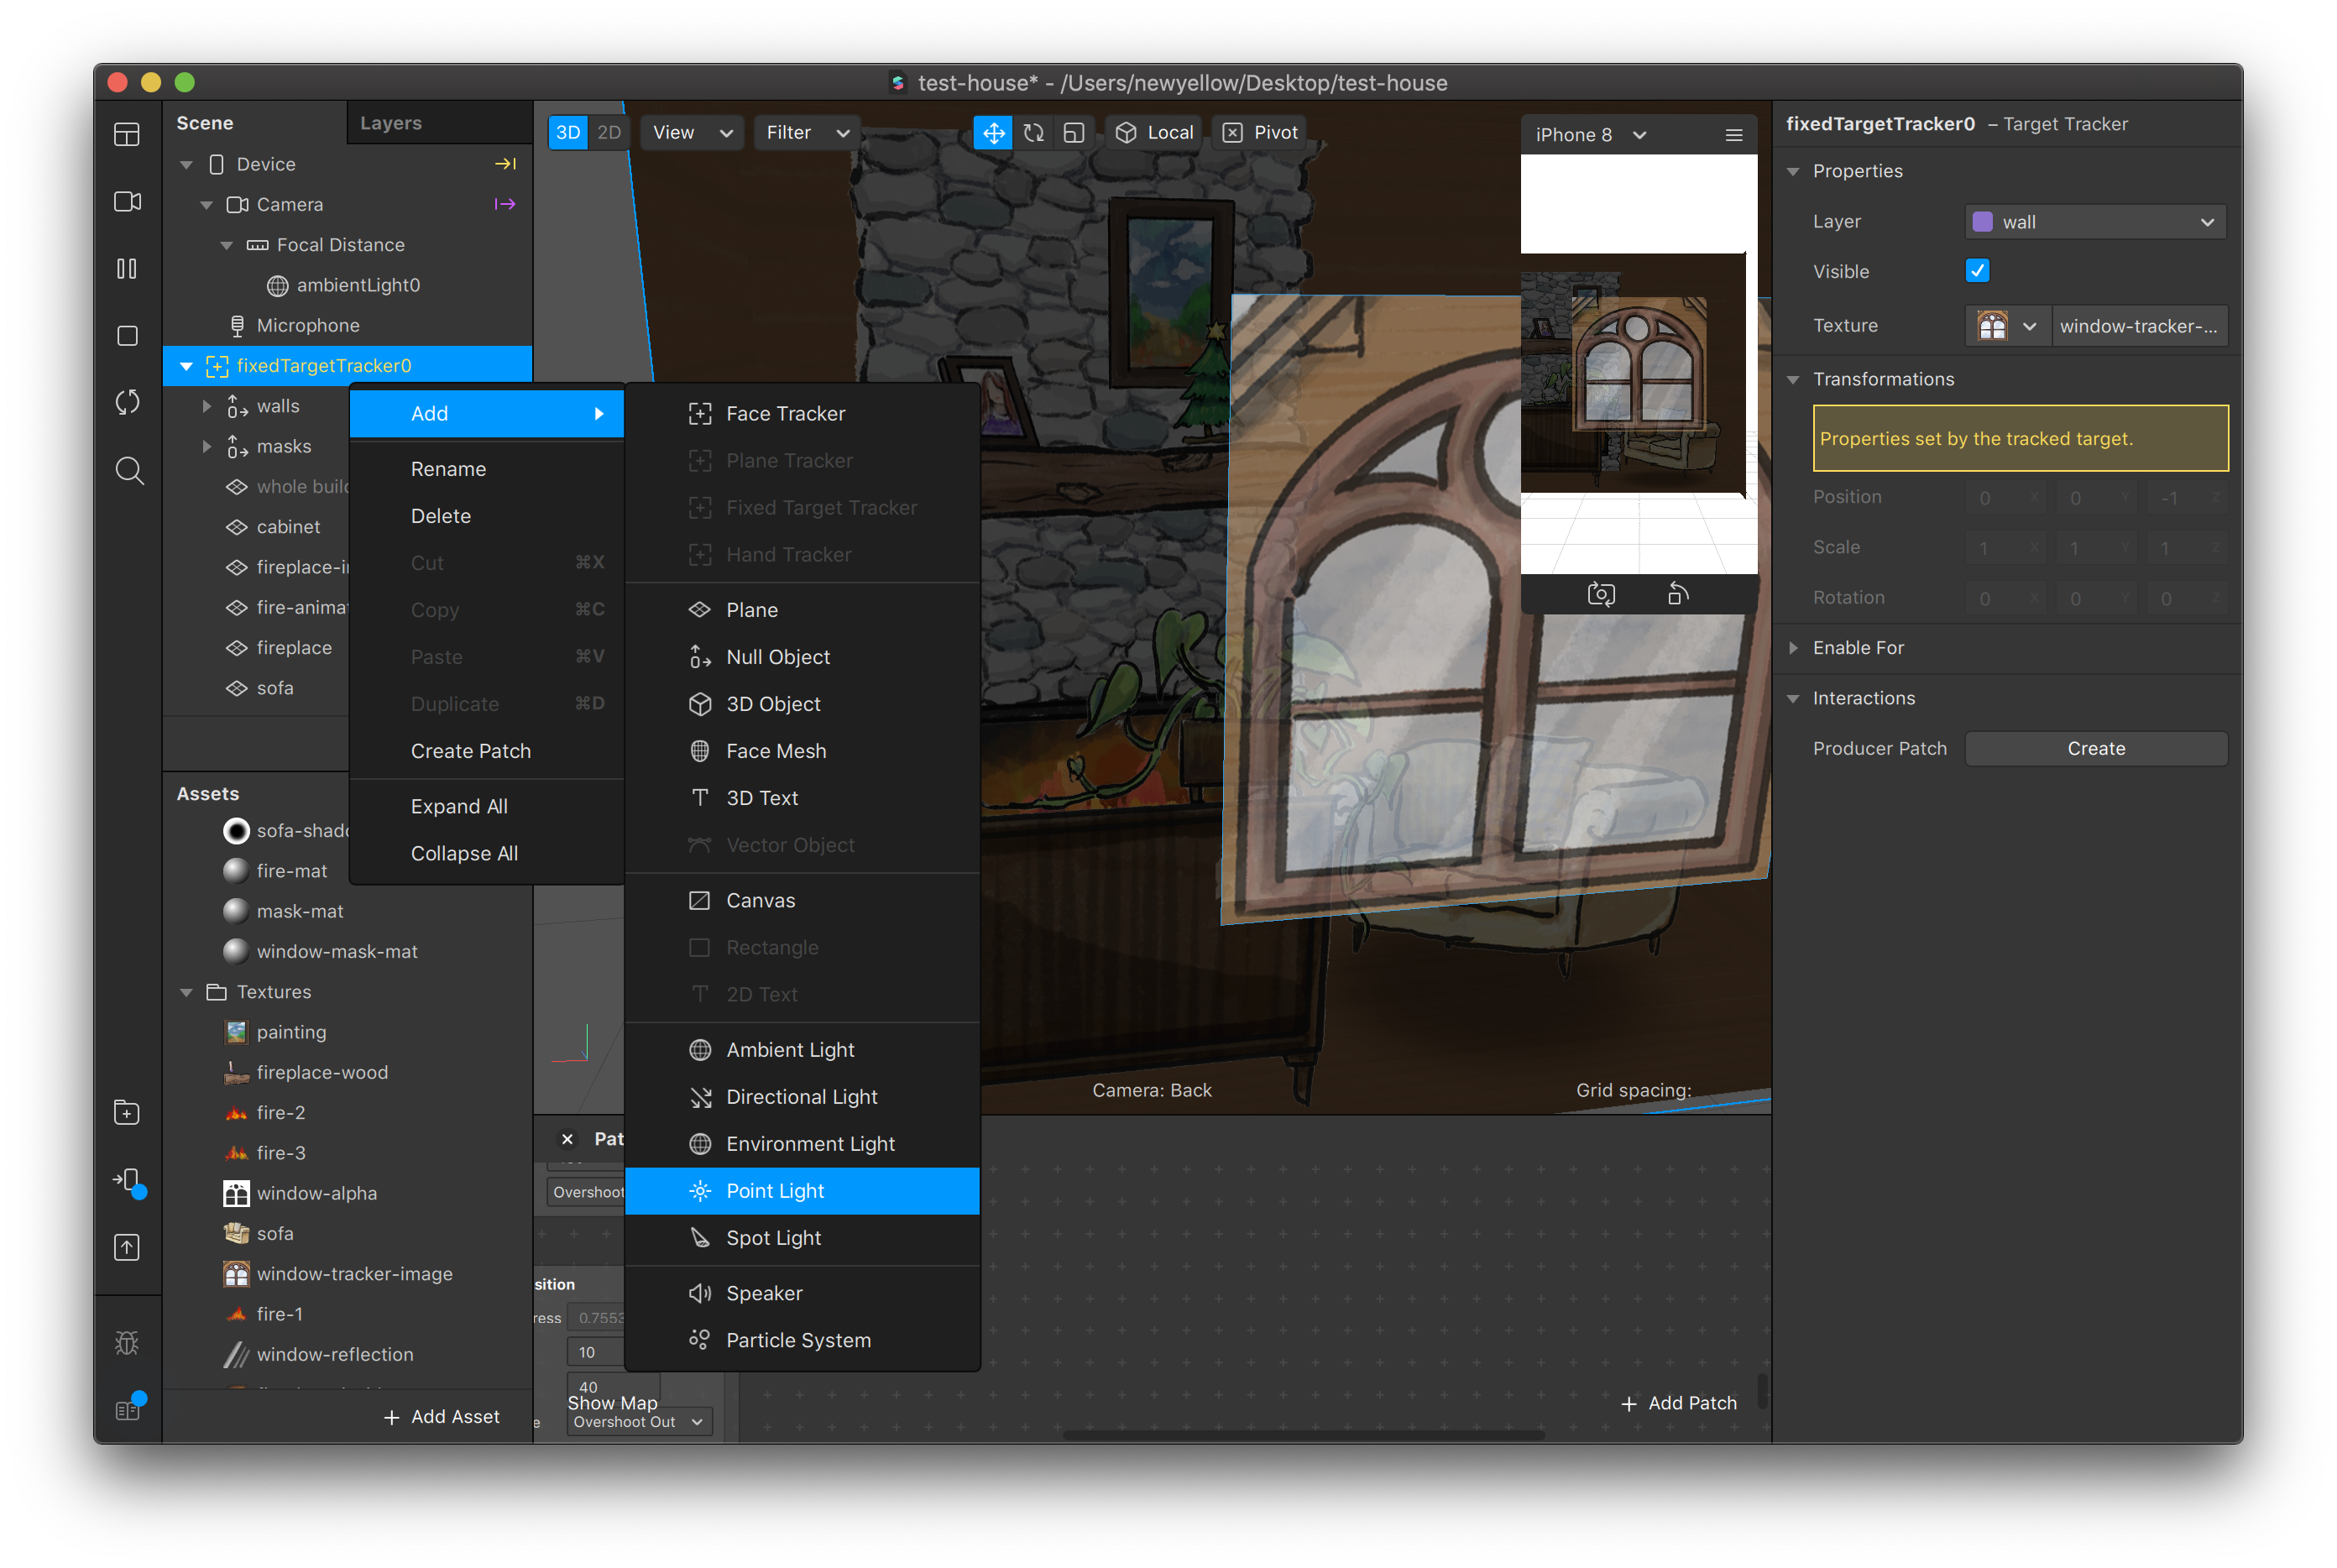 test-house* - /Users/newyellow/Desktop/test-house
Scene
Layers
Device
Camera
Focal Distance
ambientLight0
Microphone
fixedTargetTracker0
walls
masks
whole
cabinet
fireplace
sofa
Assets
fire-mat
mask-mat
window-mask-mat
Textures
painting
fireplace-wood
fire-2
fire-3
window-alpha
sofa
window-tracker-image
fire-1
window-reflection
+ Add Asset
Add
Rename
Delete
Cut ⌘X
Copy ⌘C
Paste ⌘V
Duplicate ⌘D
Create Patch
Expand All
Collapse All
Face Tracker
Plane Tracker
Fixed Target Tracker
Hand Tracker
Plane
Null Object
3D Object
Face Mesh
3D Text
Vector Object
Canvas
Rectangle
2D Text
Ambient Light
Directional Light
Environment Light
Point Light
Spot Light
Speaker
Particle System
3D 2D View Filter Local Pivot
iPhone 8
Camera: Back
Grid spacing:
Pat
Overshoot
sition
ress 0.7553
10
40
Show Map
Overshoot Out
+ Add Patch
fixedTargetTracker0 – Target Tracker
Properties
Layer wall
Visible
Texture window-tracker-...
Transformations
Properties set by the tracked target.
Position 0 X 0 Y -1 Z
Scale 1 X 1 Y 1 Z
Rotation 0 X 0 Y 0 Z
Enable For
Interactions
Producer Patch Create